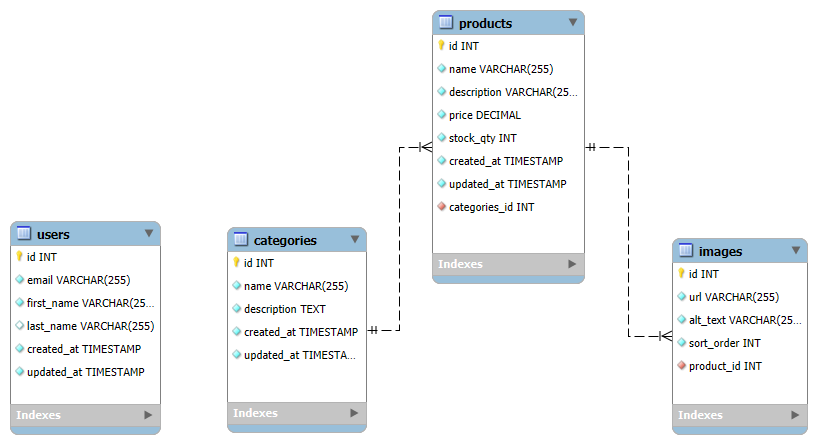 products
id INT
name VARCHAR(255)
description VARCHAR(25...
price DECIMAL
stock_qty INT
created_at TIMESTAMP
updated_at TIMESTAMP
categories_id INT
Indexes
users
id INT
email VARCHAR(255)
first_name VARCHAR(25...
last_name VARCHAR(255)
created_at TIMESTAMP
updated_at TIMESTAMP
Indexes
categories
id INT
name VARCHAR(255)
description TEXT
created_at TIMESTAMP
updated_at TIMESTA...
Indexes
images
id INT
url VARCHAR(255)
alt_text VARCHAR(25...
sort_order INT
product_id INT
Indexes